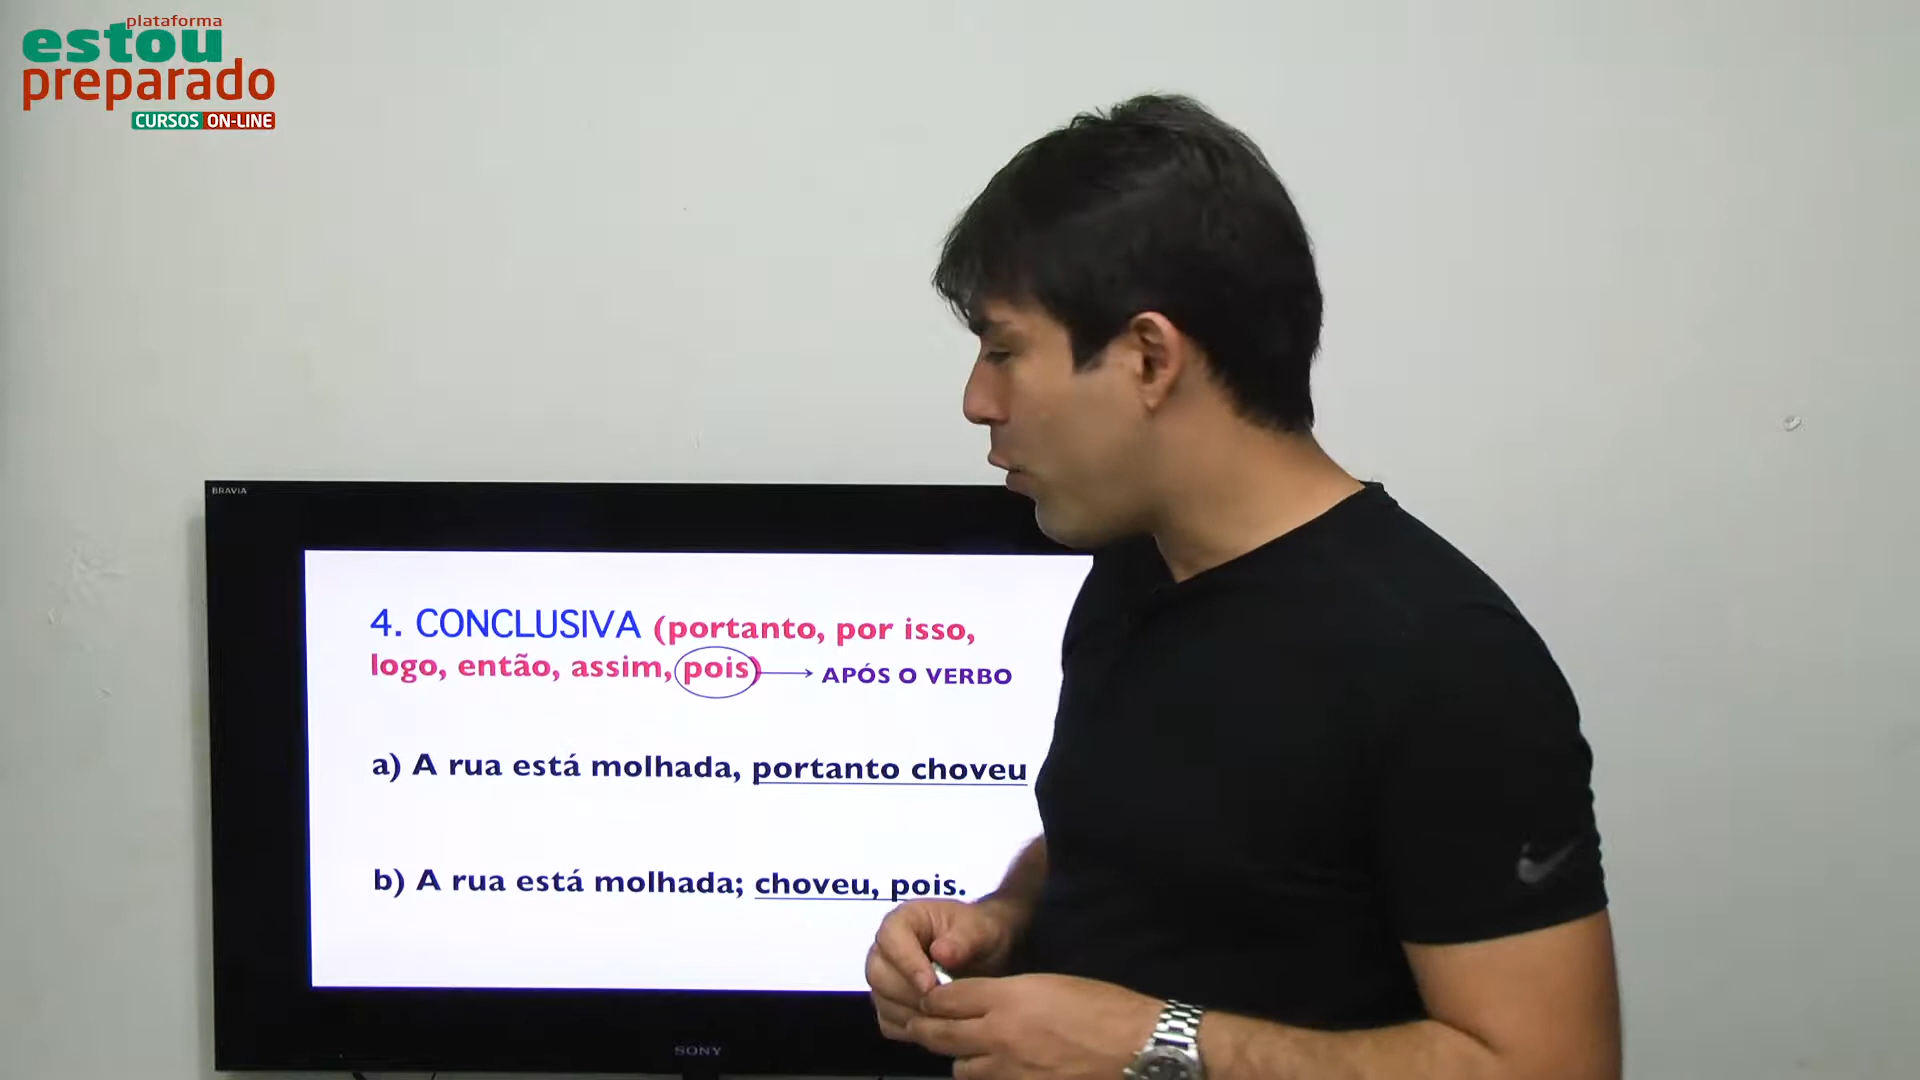 plataforma
estou
preparado
CURSOS ON-LINE
BRAVIA
4. CONCLUSIVA (portanto, por isso,
logo, então, assim, pois) → APÓS O VERBO
a) A rua está molhada, portanto choveu
b) A rua está molhada; choveu, pois.
SONY